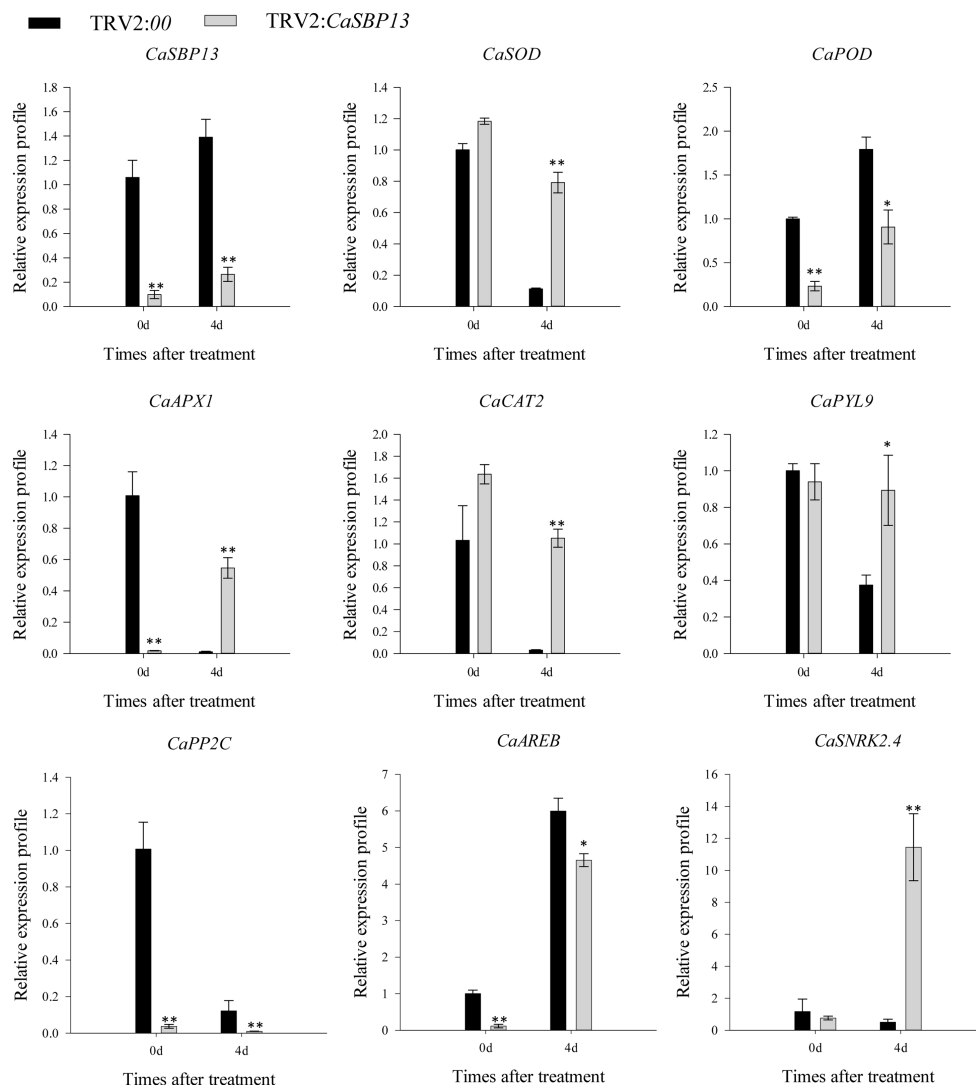 TRV2:00 TRV2:CaSBP13
CaSBP13 CaSOD CaPOD
Relative expression profile
1.8
1.6
1.4
1.2
1.0
0.8
0.6
0.4
0.2
0.0
**
**
0d 4d
Times after treatment
Relative expression profile
1.4
1.2
1.0
0.8
0.6
0.4
0.2
0.0
**
0d 4d
Times after treatment
Relative expression profile
2.5
2.0
1.5
1.0
0.5
0.0
**
*
0d 4d
Times after treatment
CaAPX1 CaCAT2 CaPYL9
Relative expression profile
1.4
1.2
1.0
0.8
0.6
0.4
0.2
0.0
**
**
0d 4d
Times after treatment
Relative expression profile
2.0
1.8
1.6
1.4
1.2
1.0
0.8
0.6
0.4
0.2
0.0
**
0d 4d
Times after treatment
Relative expression profile
1.2
1.0
0.8
0.6
0.4
0.2
0.0
*
0d 4d
Times after treatment
CaPP2C CaAREB CaSNRK2.4
Relative expression profile
1.4
1.2
1.0
0.8
0.6
0.4
0.2
0.0
**
**
0d 4d
Times after treatment
Relative expression profile
7
6
5
4
3
2
1
0
**
*
0d 4d
Times after treatment
Relative expression profile
16
14
12
10
8
6
4
2
0
**
0d 4d
Times after treatment